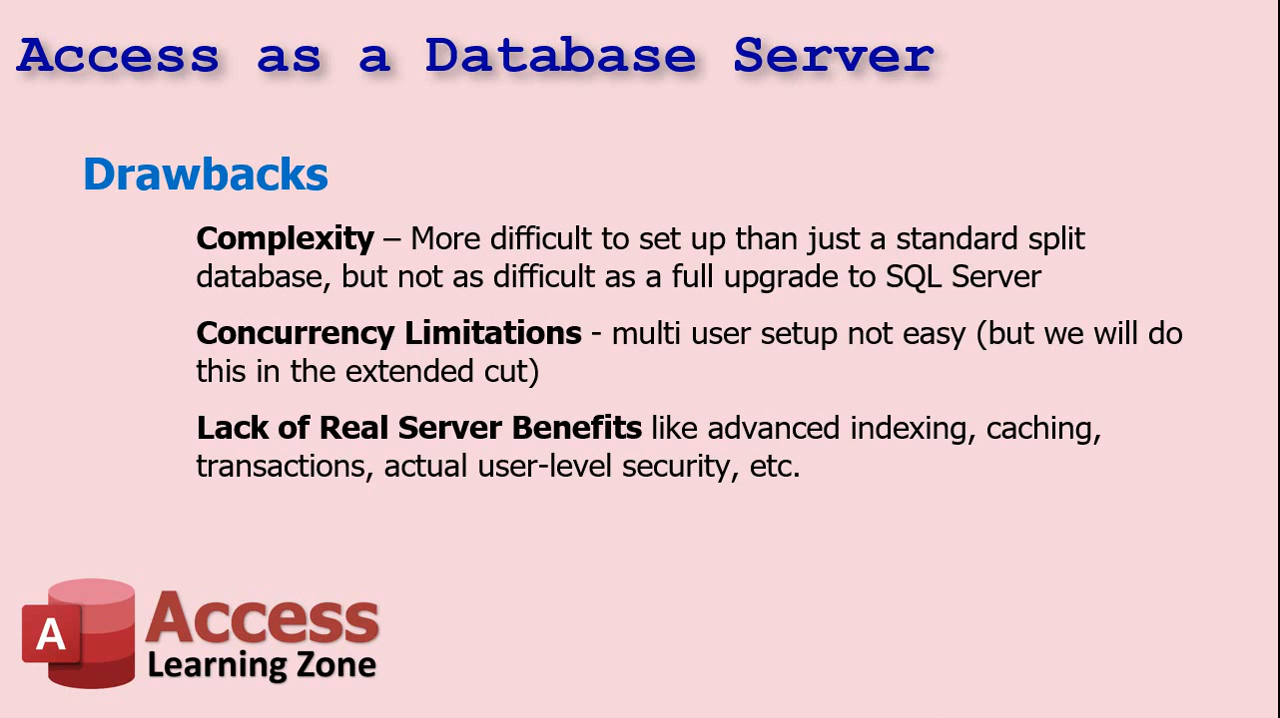 Access as a Database Server
Drawbacks
Complexity – More difficult to set up than just a standard split
database, but not as difficult as a full upgrade to SQL Server
Concurrency Limitations - multi user setup not easy (but we will do
this in the extended cut)
Lack of Real Server Benefits like advanced indexing, caching,
transactions, actual user-level security, etc.
A
Access
Learning Zone